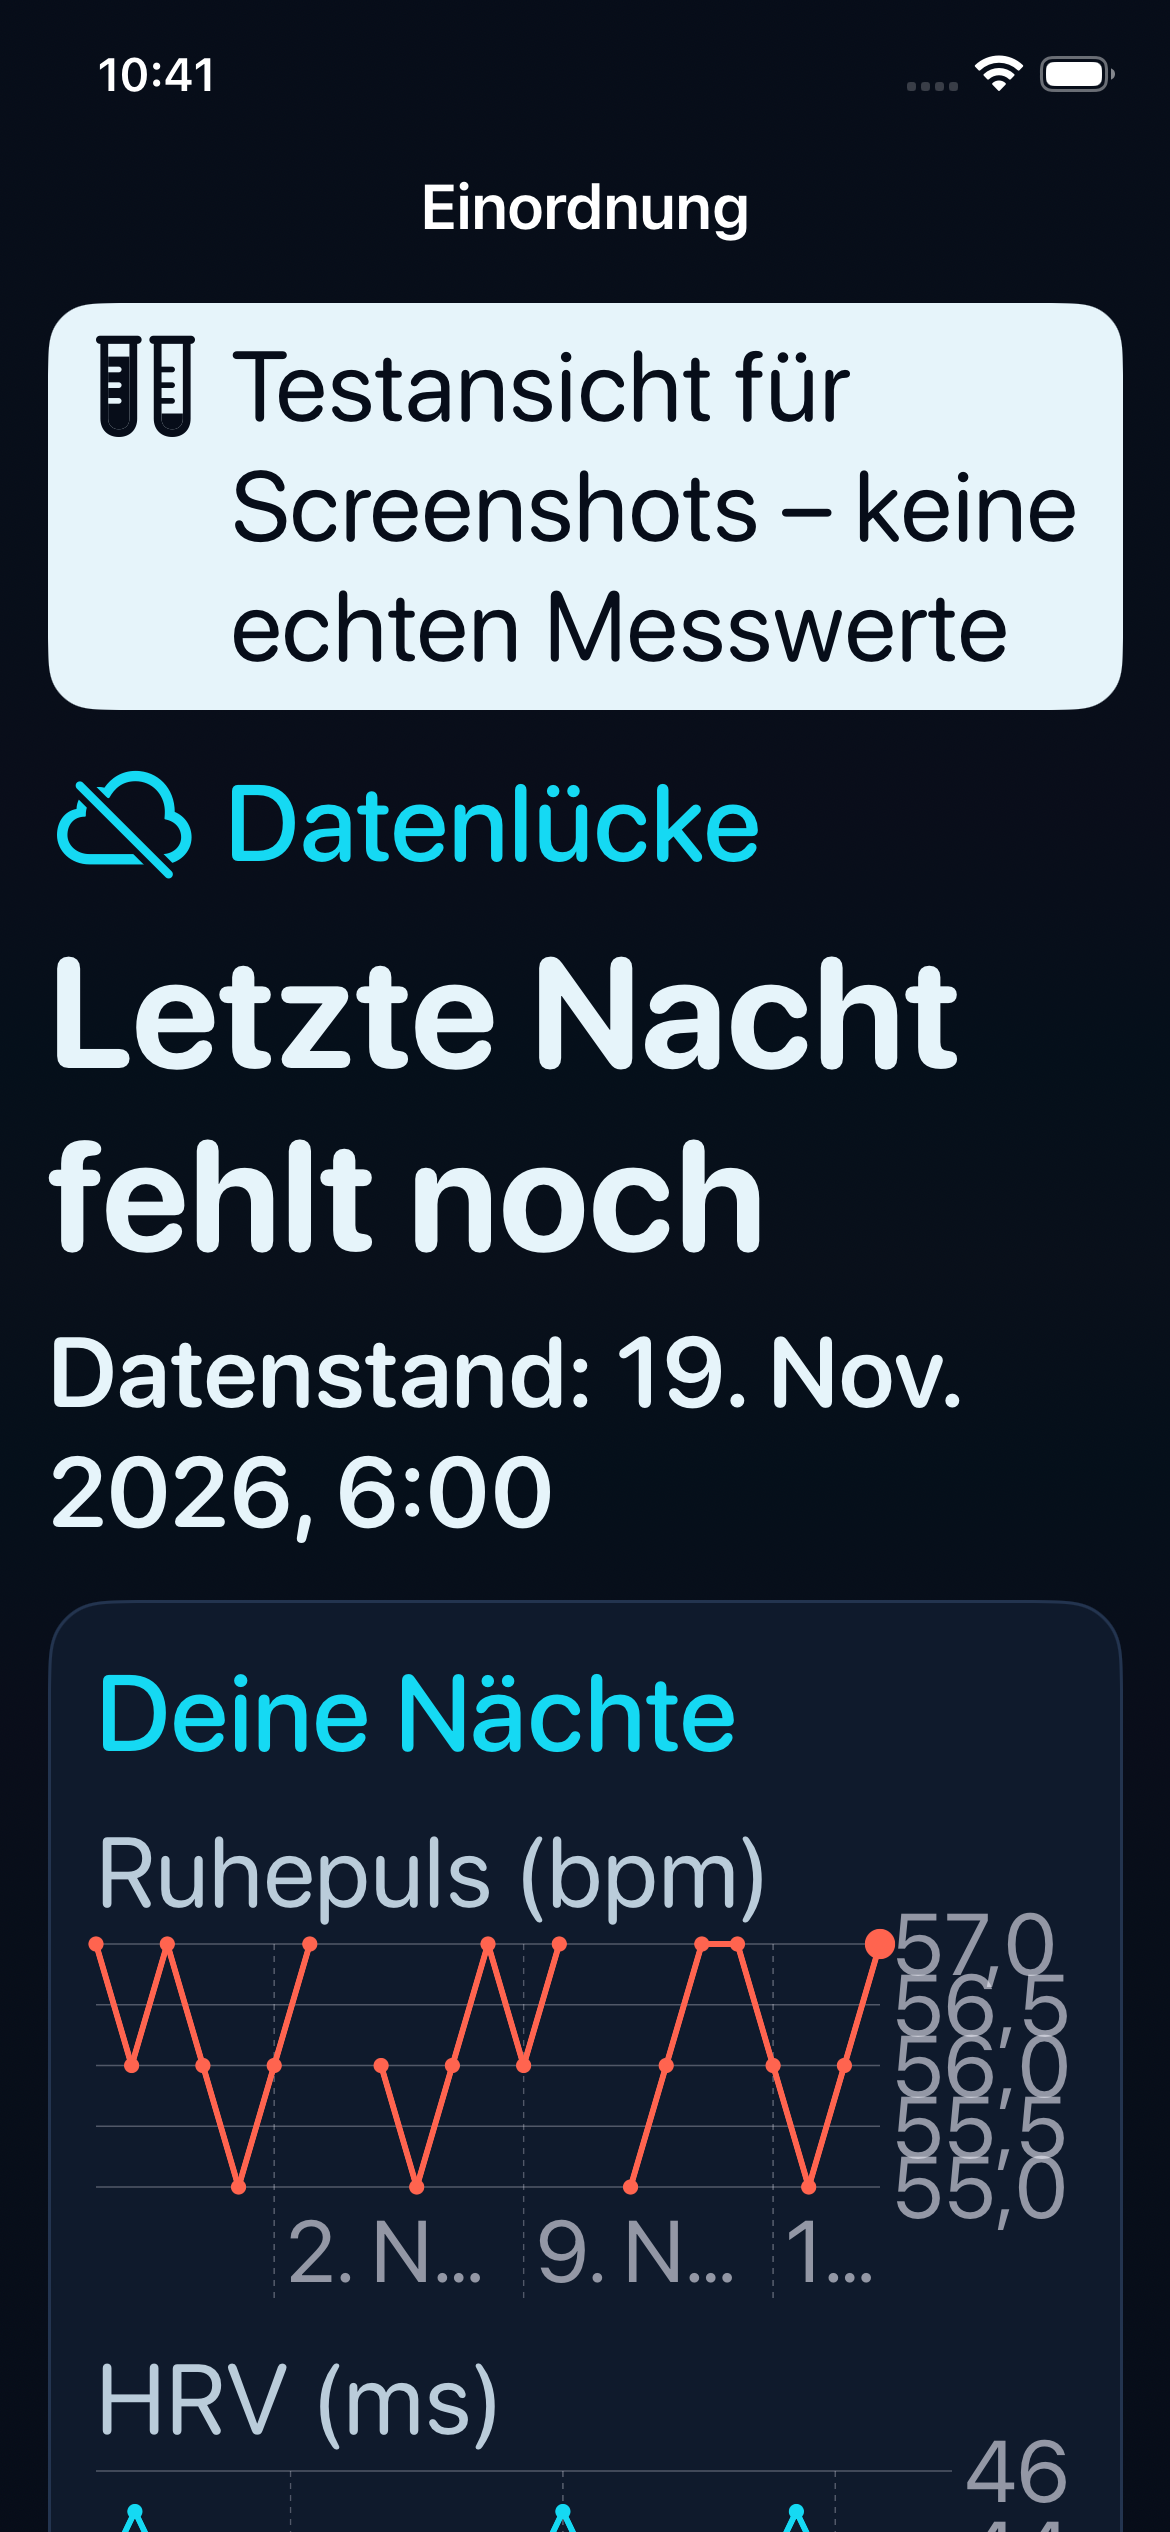 10:41
Einordnung
Testansicht für
Screenshots – keine
echten Messwerte
Datenlücke
Letzte Nacht
fehlt noch
Datenstand: 19. Nov.
2026, 6:00
Deine Nächte
Ruhepuls (bpm)
57,0
56,5
56,0
55,5
55,0
2. N...
9. N...
1...
HRV (ms)
46